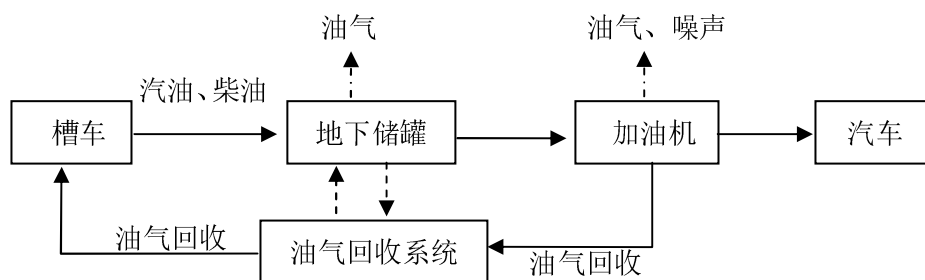 油气
油气、噪声
汽油、柴油
槽车
地下储罐
加油机
汽车
油气回收
油气回收系统
油气回收